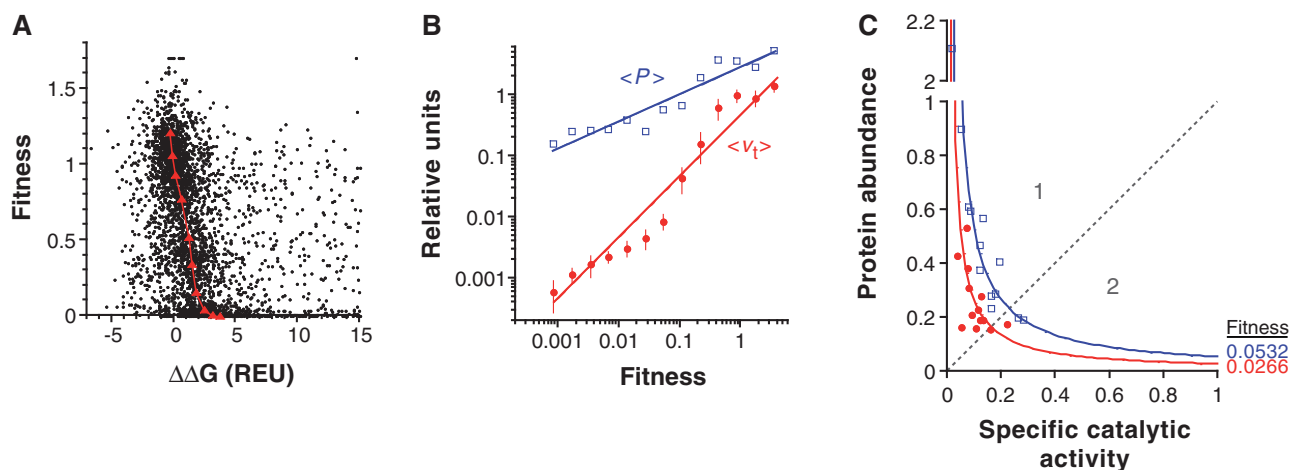 A
Fitness
1.5
1
0.5
0
-5
0
5
10
15
ΔΔG (REU)
B
Relative units
1
0.1
0.01
0.001
<P>
<vt>
0.001
0.01
0.1
1
Fitness
C
Protein abundance
2.2
2
1
0.8
0.6
0.4
0.2
0
1
2
0
0.2
0.4
0.6
0.8
1
Specific catalytic
activity
Fitness
0.0532
0.0266